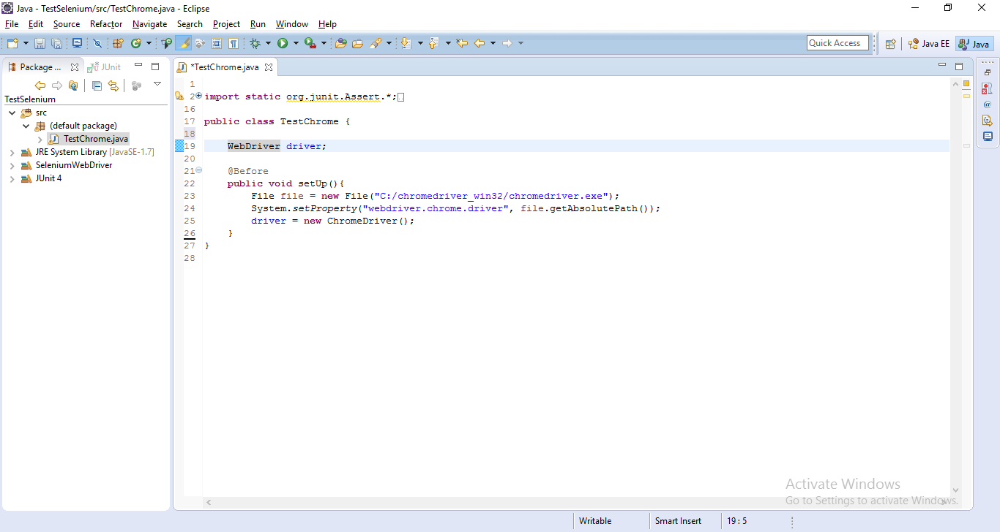 Java - TestSelenium/src/TestChrome.java - Eclipse
File Edit Source Refactor Navigate Search Project Run Window Help
Quick Access Java EE Java
Package ... JUnit
*TestChrome.java
TestSelenium
src
(default package)
TestChrome.java
JRE System Library [JavaSE-1.7]
SeleniumWebDriver
JUnit 4
1
2 import static org.junit.Assert.*;
16
17 public class TestChrome {
18
19 WebDriver driver;
20
21 @Before
22 public void setUp(){
23 File file = new File("C:/chromedriver_win32/chromedriver.exe");
24 System.setProperty("webdriver.chrome.driver", file.getAbsolutePath());
25 driver = new ChromeDriver();
26 }
27 }
28
Activate Windows
Go to Settings to activate Windows.
Writable Smart Insert 19 : 5